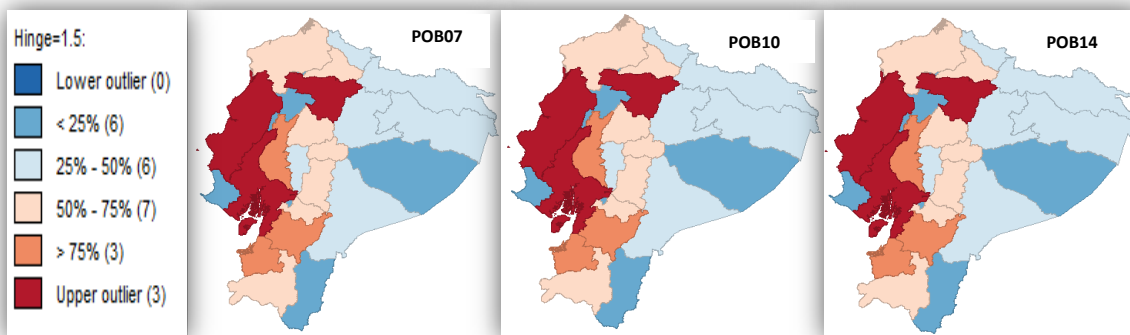 Hinge=1.5:
Lower outlier (0)
< 25% (6)
25% - 50% (6)
50% - 75% (7)
> 75% (3)
Upper outlier (3)
POB07
POB10
POB14